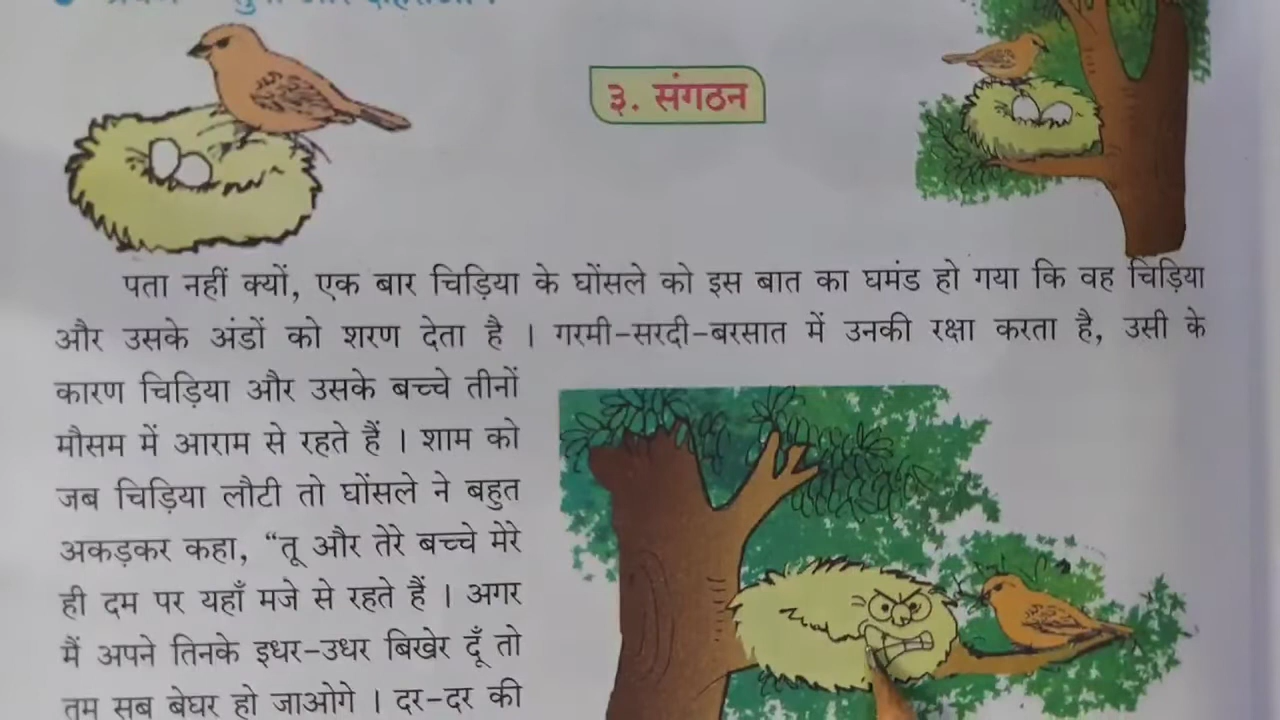 ३. संगठन
पता नहीं क्यों, एक बार चिड़िया के घोंसले को इस बात का घमंड हो गया कि वह चिड़िया
और उसके अंडों को शरण देता है । गरमी-सरदी-बरसात में उनकी रक्षा करता है, उसी के
कारण चिड़िया और उसके बच्चे तीनों
मौसम में आराम से रहते हैं । शाम को
जब चिड़िया लौटी तो घोंसले ने बहुत
अकड़कर कहा, “तू और तेरे बच्चे मेरे
ही दम पर यहाँ मजे से रहते हैं । अगर
मैं अपने तिनके इधर-उधर बिखेर दूँ तो
तुम सब बेघर हो जाओगे । दर-दर की